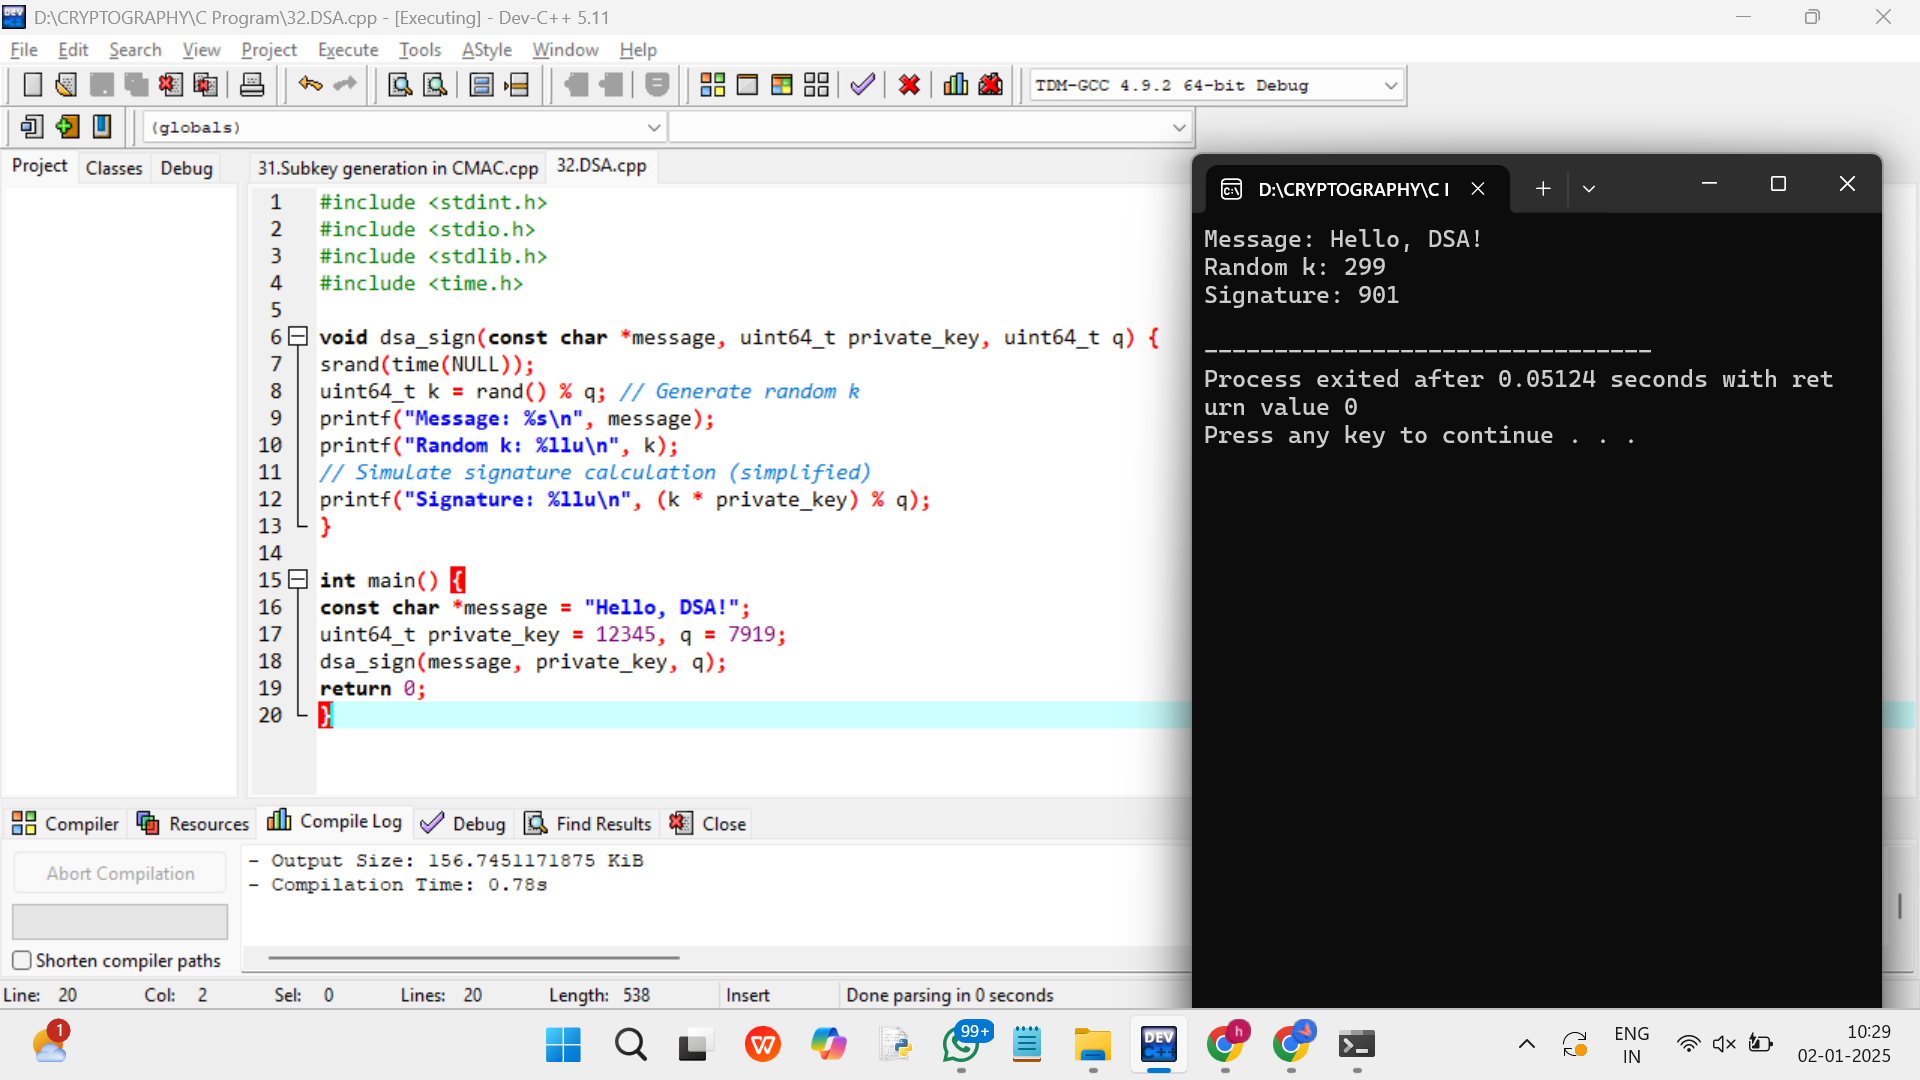 D:\CRYPTOGRAPHY\C Program\32.DSA.cpp - [Executing] - Dev-C++ 5.11
File Edit Search View Project Execute Tools AStyle Window Help
TDM-GCC 4.9.2 64-bit Debug
(globals)
Project Classes Debug
31.Subkey generation in CMAC.cpp 32.DSA.cpp
1 #include <stdint.h>
2 #include <stdio.h>
3 #include <stdlib.h>
4 #include <time.h>
5
6 void dsa_sign(const char *message, uint64_t private_key, uint64_t q) {
7 srand(time(NULL));
8 uint64_t k = rand() % q; // Generate random k
9 printf("Message: %s\n", message);
10 printf("Random k: %llu\n", k);
11 // Simulate signature calculation (simplified)
12 printf("Signature: %llu\n", (k * private_key) % q);
13 }
14
15 int main() {
16 const char *message = "Hello, DSA!";
17 uint64_t private_key = 12345, q = 7919;
18 dsa_sign(message, private_key, q);
19 return 0;
20 }
D:\CRYPTOGRAPHY\C I
Message: Hello, DSA!
Random k: 299
Signature: 901
--------------------------------
Process exited after 0.05124 seconds with ret
urn value 0
Press any key to continue . . .
Compiler Resources Compile Log Debug Find Results Close
Abort Compilation
Shorten compiler paths
- Output Size: 156.7451171875 KiB
- Compilation Time: 0.78s
Line: 20 Col: 2 Sel: 0 Lines: 20 Length: 538 Insert Done parsing in 0 seconds
1
99+
DEV
C++
h
ENG
IN
10:29
02-01-2025